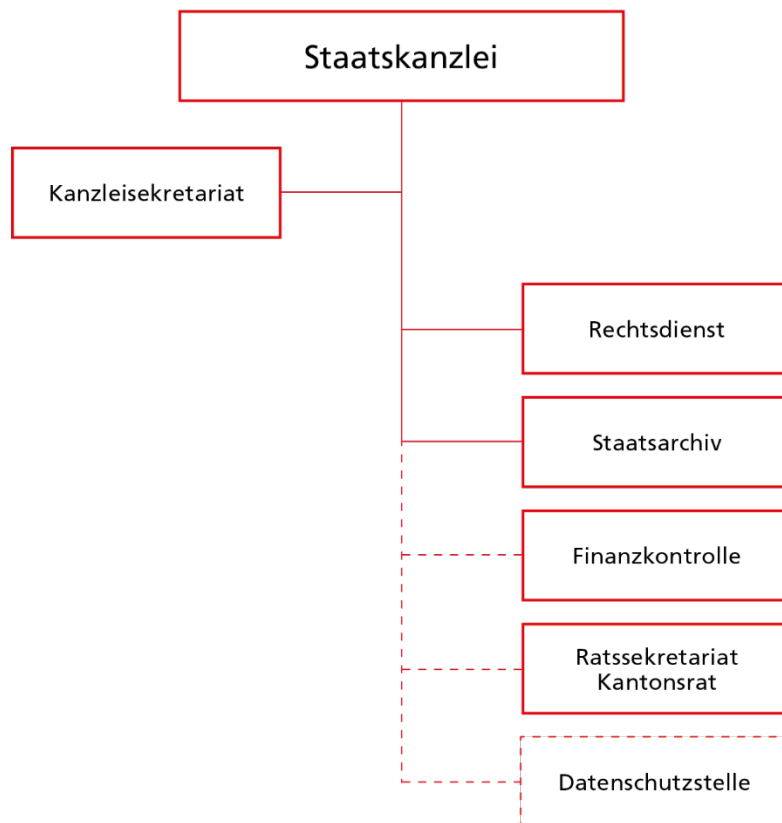 Staatskanzlei
Kanzleisekretariat
Rechtsdienst
Staatsarchiv
Finanzkontrolle
Ratssekretariat
Kantonsrat
Datenschutzstelle